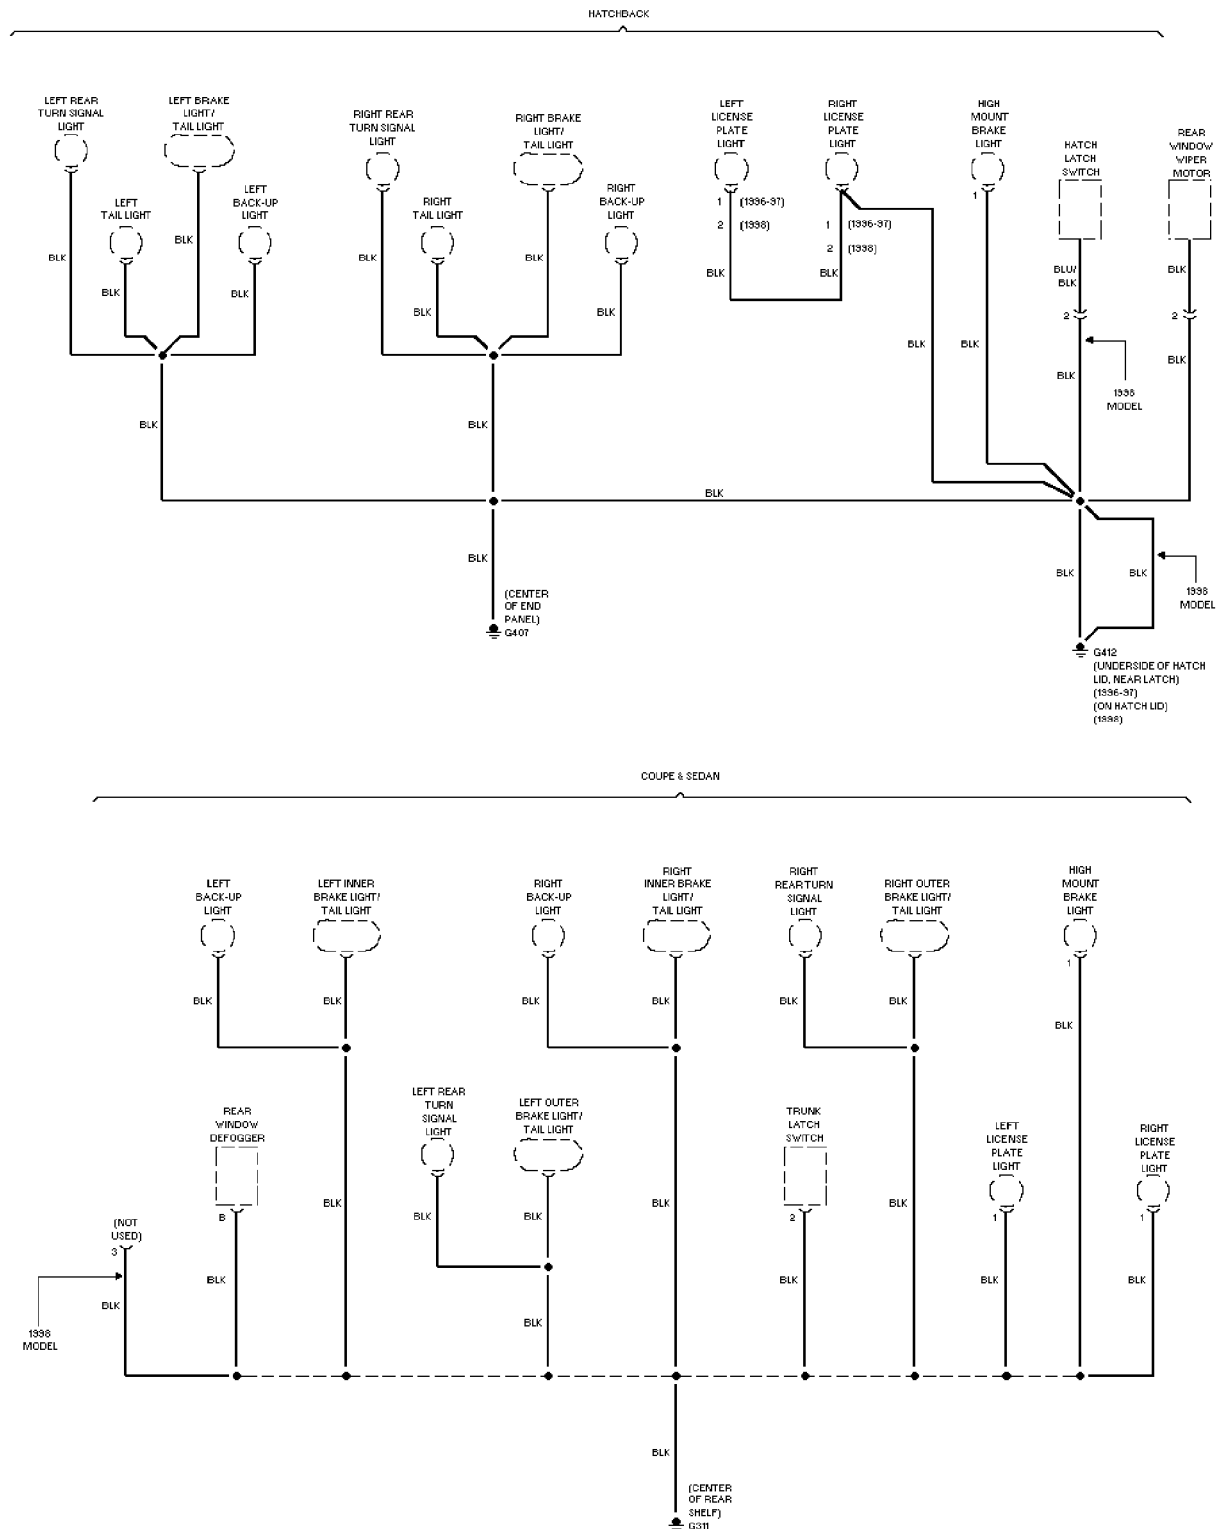 HATCHBACK
LEFT REAR
TURN SIGNAL
LIGHT
LEFT BRAKE
LIGHT/
TAIL LIGHT
LEFT
TAIL LIGHT
LEFT
BACK-UP
LIGHT
RIGHT REAR
TURN SIGNAL
LIGHT
RIGHT BRAKE
LIGHT/
TAIL LIGHT
RIGHT
TAIL LIGHT
RIGHT
BACK-UP
LIGHT
LEFT
LICENSE
PLATE
LIGHT
RIGHT
LICENSE
PLATE
LIGHT
HIGH
MOUNT
BRAKE
LIGHT
HATCH
LATCH
SWITCH
REAR
WINDOW
WIPER
MOTOR
1 (1996-97)
2 (1998)
1 (1996-97)
2 (1998)
1
BLK
BLK
BLK
BLK
BLK
BLK
BLK
BLK
BLK
BLK
BLU/
BLK
BLK
2
2
BLK
BLK
BLK
BLK
1998
MODEL
BLK
BLK
BLK
BLK
BLK
BLK
1998
MODEL
(CENTER
OF END
PANEL)
G407
G412
(UNDERSIDE OF HATCH
LID, NEAR LATCH)
(1996-97)
(ON HATCH LID)
(1998)
COUPE & SEDAN
LEFT
BACK-UP
LIGHT
LEFT INNER
BRAKE LIGHT/
TAIL LIGHT
RIGHT
BACK-UP
LIGHT
RIGHT
INNER BRAKE
LIGHT/
TAIL LIGHT
RIGHT
REAR TURN
SIGNAL
LIGHT
RIGHT OUTER
BRAKE LIGHT/
TAIL LIGHT
HIGH
MOUNT
BRAKE
LIGHT
1
BLK
BLK
BLK
BLK
BLK
BLK
BLK
REAR
WINDOW
DEFOGGER
LEFT REAR
TURN
SIGNAL
LIGHT
LEFT OUTER
BRAKE LIGHT/
TAIL LIGHT
TRUNK
LATCH
SWITCH
LEFT
LICENSE
PLATE
LIGHT
RIGHT
LICENSE
PLATE
LIGHT
(NOT
USED)
3
B
BLK
BLK
BLK
BLK
BLK
2
1
1
BLK
BLK
BLK
BLK
BLK
BLK
1998
MODEL
BLK
(CENTER
OF REAR
SHELF)
G311